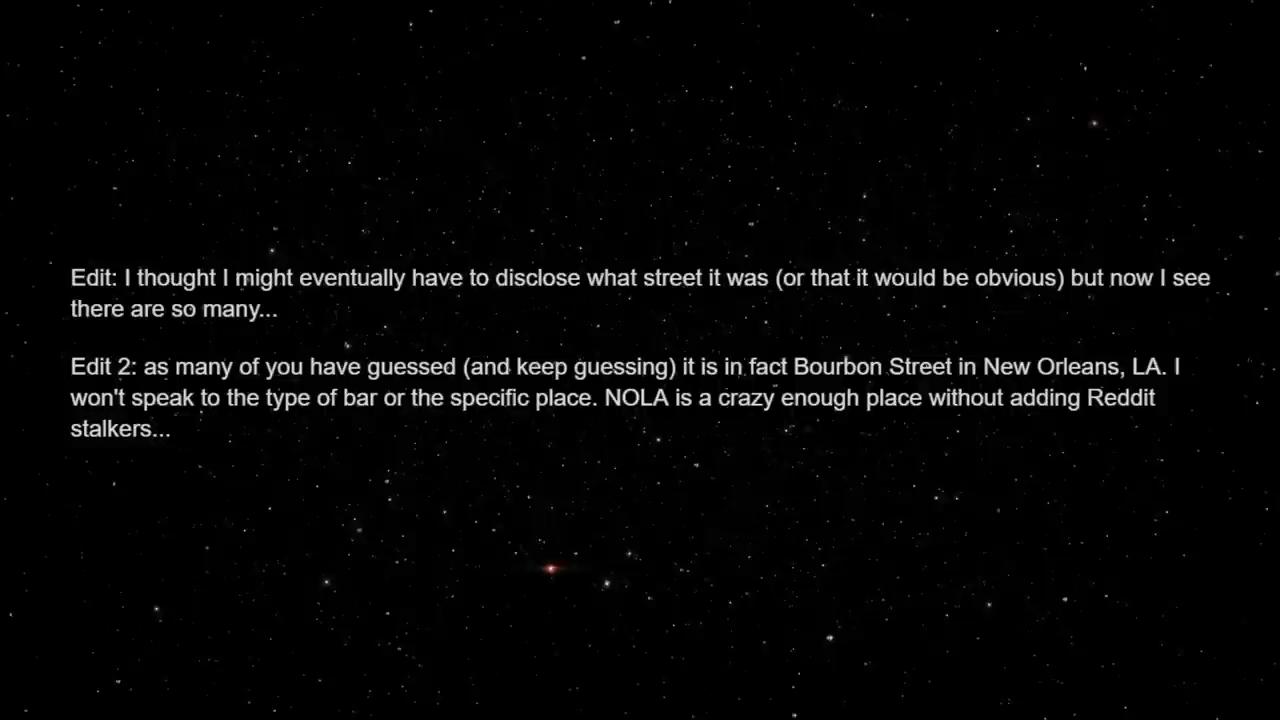 Edit: I thought I might eventually have to disclose what street it was (or that it would be obvious) but now I see
there are so many...
Edit 2: as many of you have guessed (and keep guessing) it is in fact Bourbon Street in New Orleans, LA. I
won't speak to the type of bar or the specific place. NOLA is a crazy enough place without adding Reddit
stalkers...